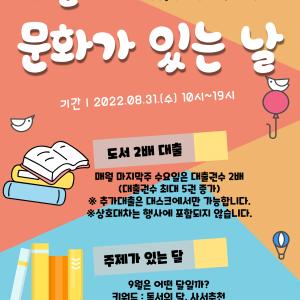 문화가 있는 날
기간 | 2022.08.31.(수) 10시~19시
도서 2배 대출
매월 마지막주 수요일은 대출권수 2배
(대출권수 최대 5권 증가)
※ 추가대출은 대스크에서만 가능합니다.
※상호대차는 행사에 포함되지 않습니다.
주제가 있는 달
9월은 어떤 달일까?
키워드 : 독서의 달, 사서추천